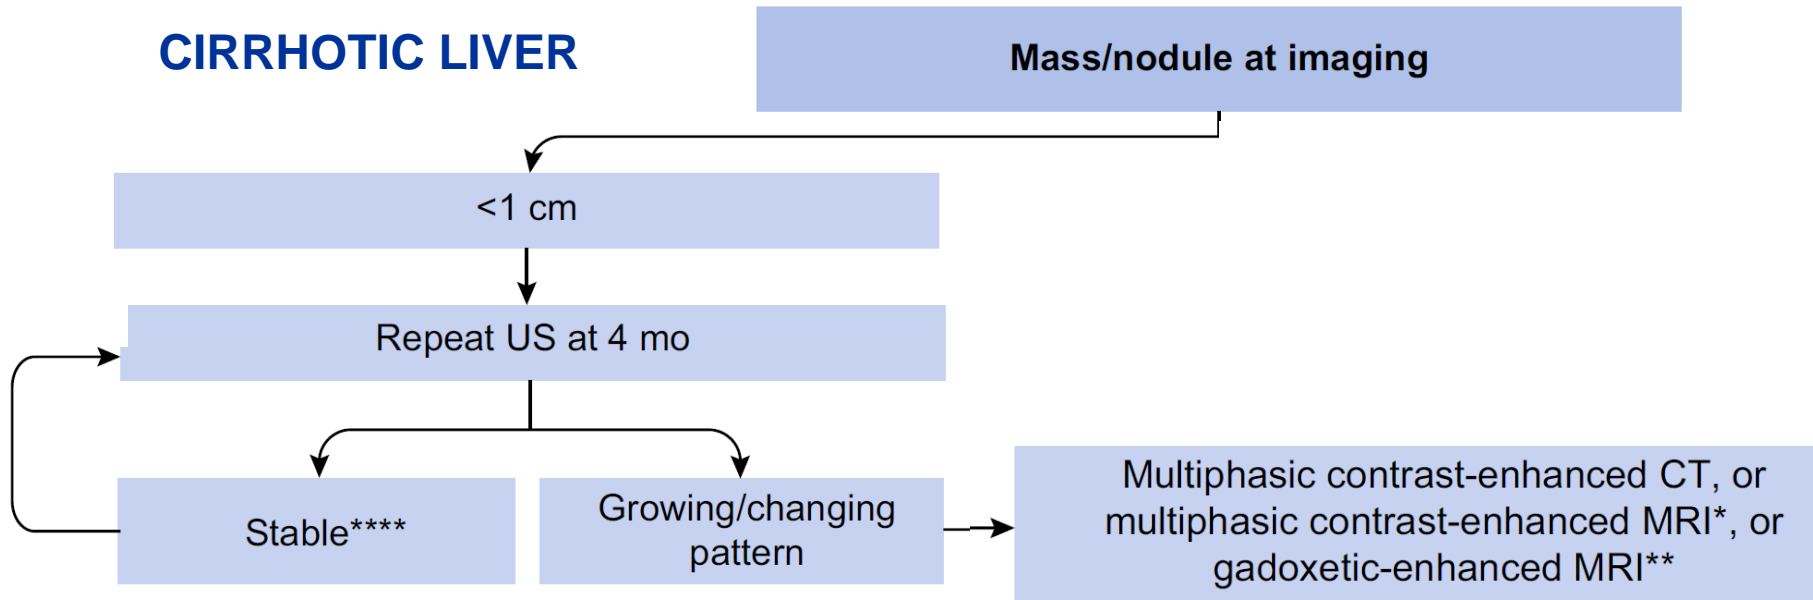 CIRRHOTIC LIVER
Mass/nodule at imaging
<1 cm
Repeat US at 4 mo
Stable****
Growing/changing
pattern
Multiphasic contrast-enhanced CT, or
multiphasic contrast-enhanced MRI*, or
gadoxetic-enhanced MRI**